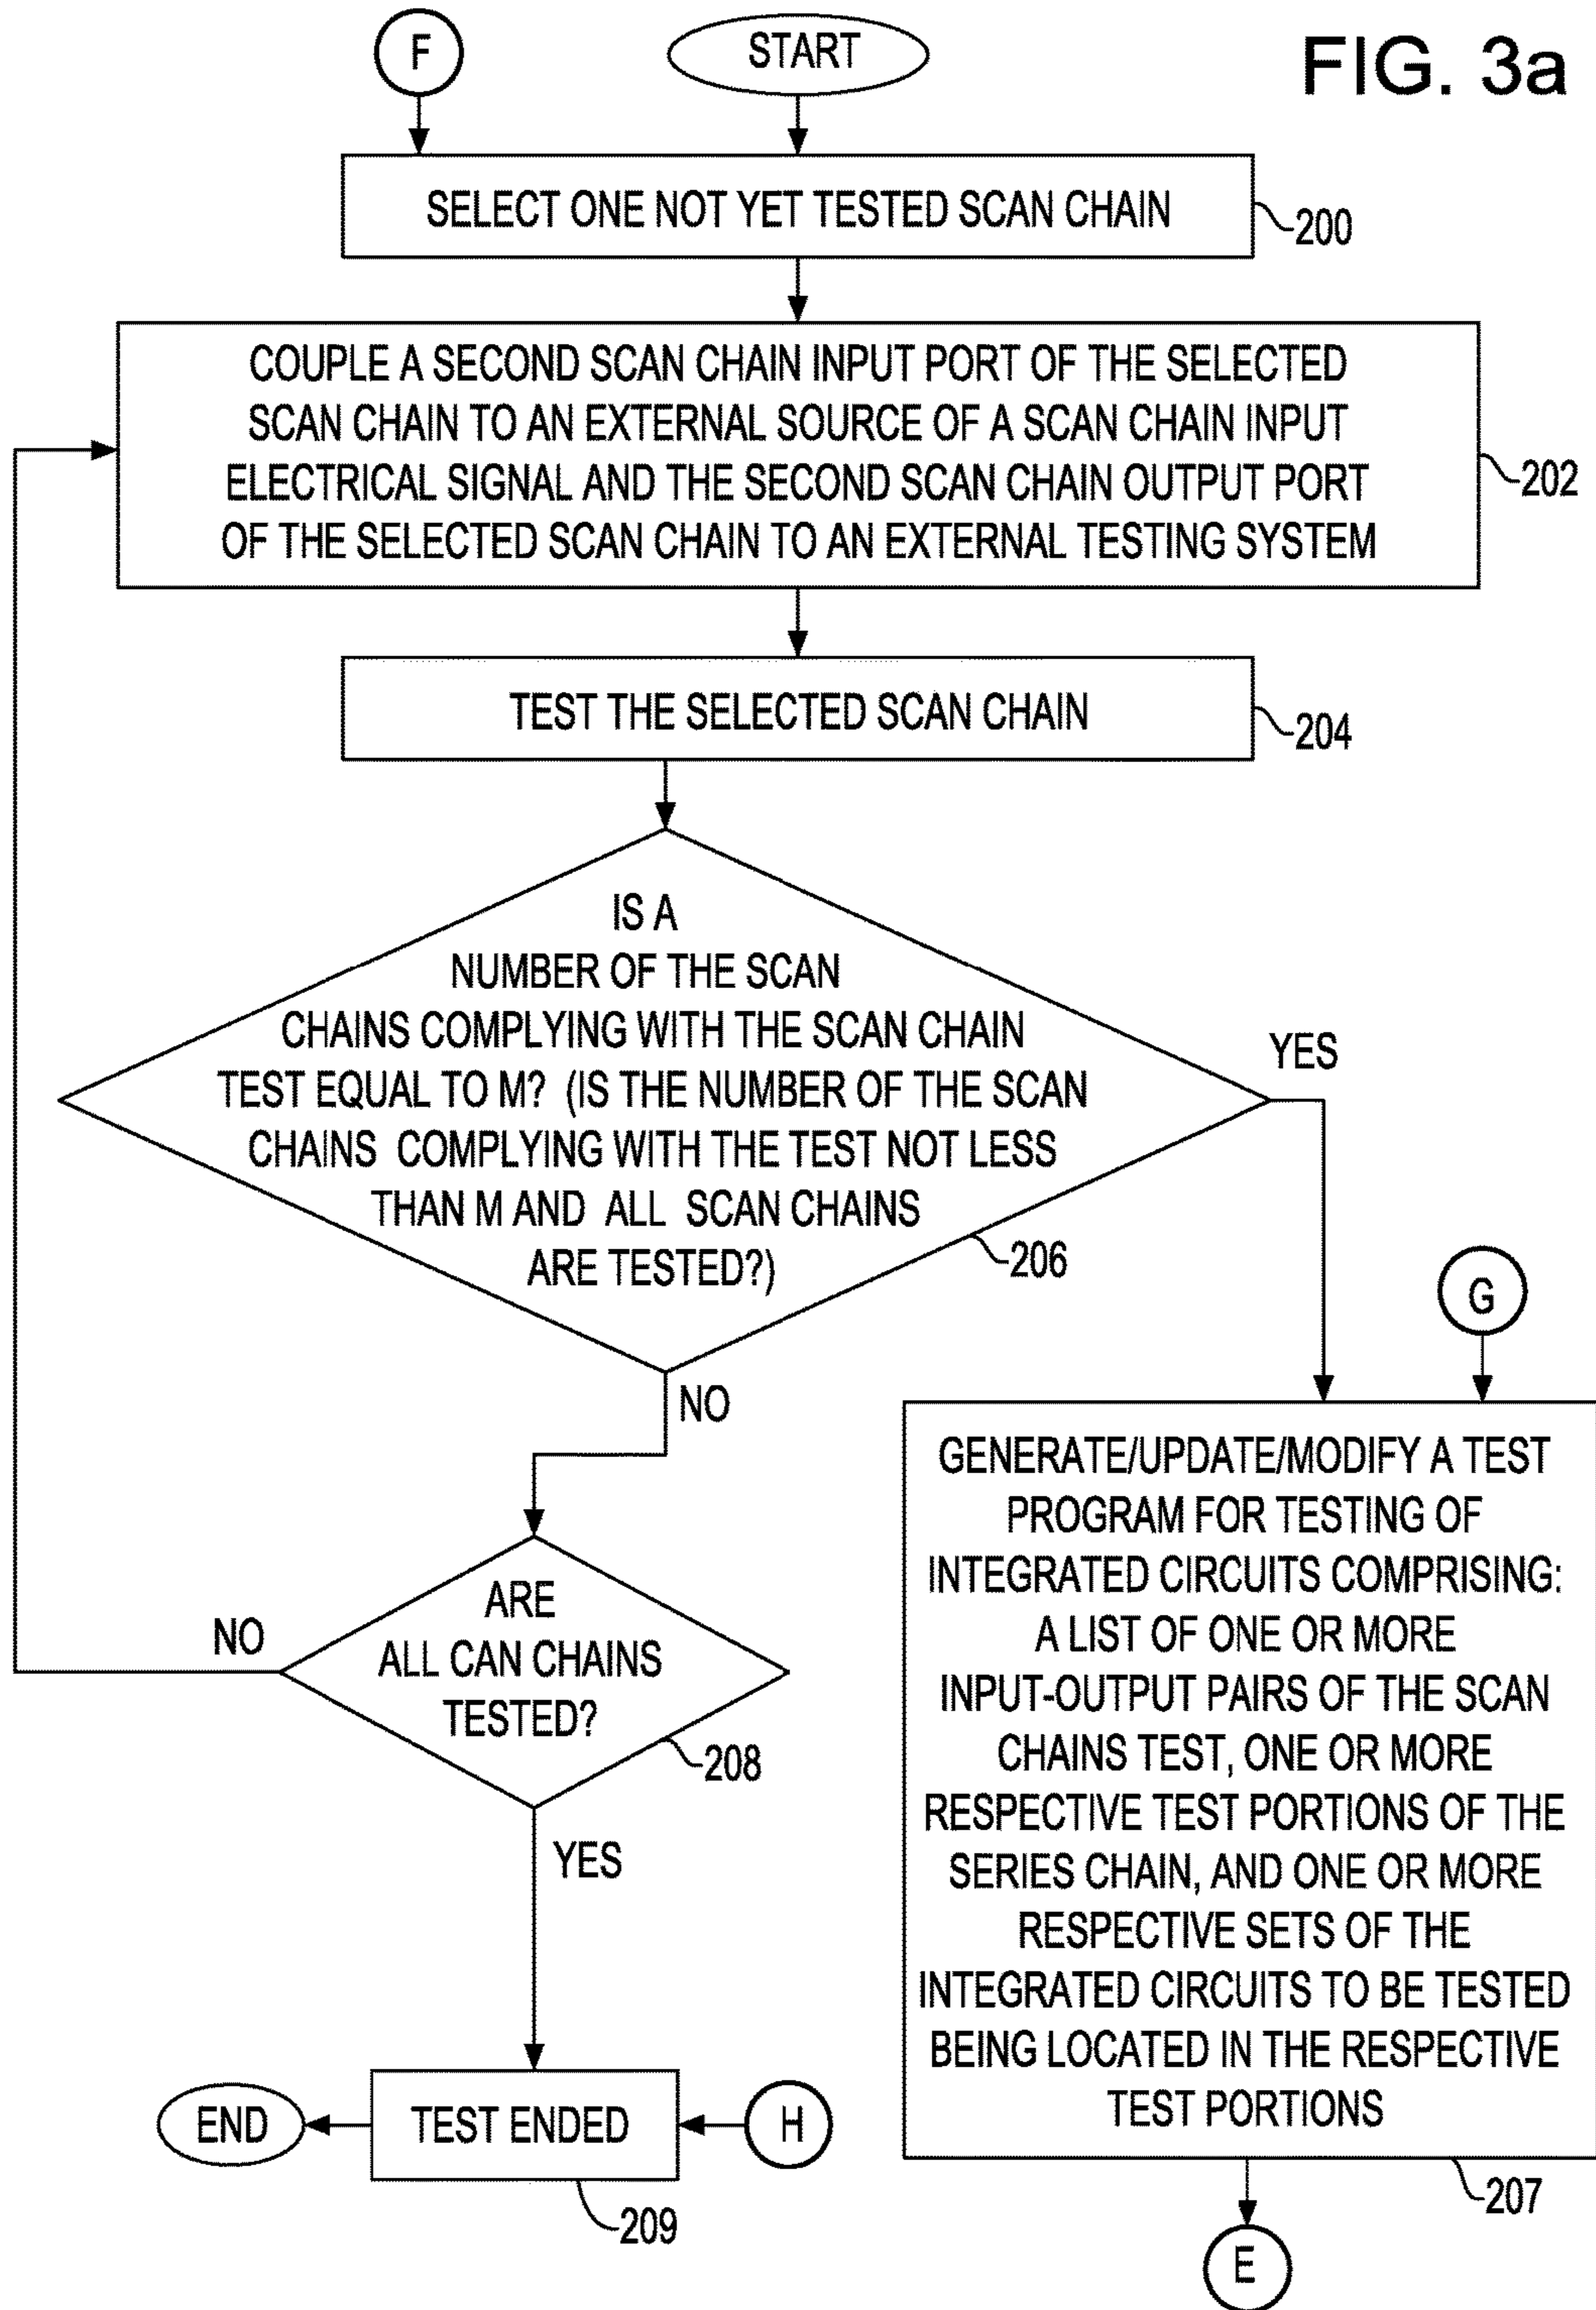 F
START
FIG. 3a
SELECT ONE NOT YET TESTED SCAN CHAIN
200
COUPLE A SECOND SCAN CHAIN INPUT PORT OF THE SELECTED
SCAN CHAIN TO AN EXTERNAL SOURCE OF A SCAN CHAIN INPUT
ELECTRICAL SIGNAL AND THE SECOND SCAN CHAIN OUTPUT PORT
OF THE SELECTED SCAN CHAIN TO AN EXTERNAL TESTING SYSTEM
202
TEST THE SELECTED SCAN CHAIN
204
IS A
NUMBER OF THE SCAN
CHAINS COMPLYING WITH THE SCAN CHAIN
TEST EQUAL TO M? (IS THE NUMBER OF THE SCAN
CHAINS COMPLYING WITH THE TEST NOT LESS
THAN M AND ALL SCAN CHAINS
ARE TESTED?)
206
YES
NO
G
GENERATE/UPDATE/MODIFY A TEST
PROGRAM FOR TESTING OF
INTEGRATED CIRCUITS COMPRISING:
A LIST OF ONE OR MORE
INPUT-OUTPUT PAIRS OF THE SCAN
CHAINS TEST, ONE OR MORE
RESPECTIVE TEST PORTIONS OF THE
SERIES CHAIN, AND ONE OR MORE
RESPECTIVE SETS OF THE
INTEGRATED CIRCUITS TO BE TESTED
BEING LOCATED IN THE RESPECTIVE
TEST PORTIONS
207
E
ARE
ALL CAN CHAINS
TESTED?
208
NO
YES
END
TEST ENDED
H
209